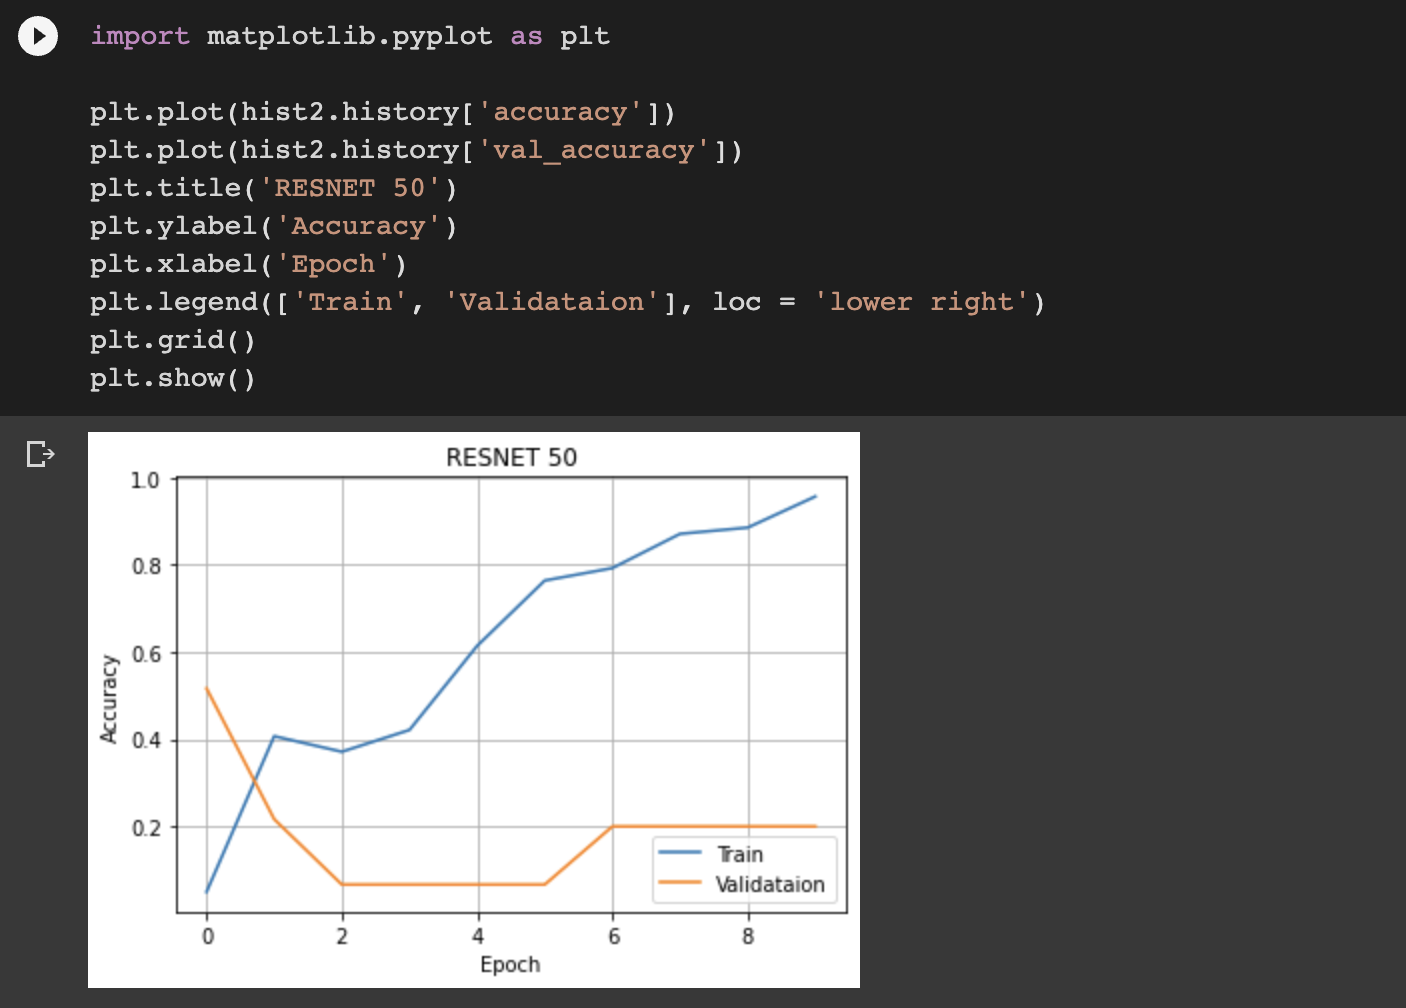 import matplotlib.pyplot as plt
plt.plot(hist2.history['accuracy'])
plt.plot(hist2.history['val_accuracy'])
plt.title('RESNET 50')
plt.ylabel('Accuracy')
plt.xlabel('Epoch')
plt.legend(['Train', 'Validataion'], loc = 'lower right')
plt.grid()
plt.show()
RESNET 50
1.0
0.8
0.6
0.4
0.2
Accuracy
Train
Validataion
0 2 4 6 8
Epoch